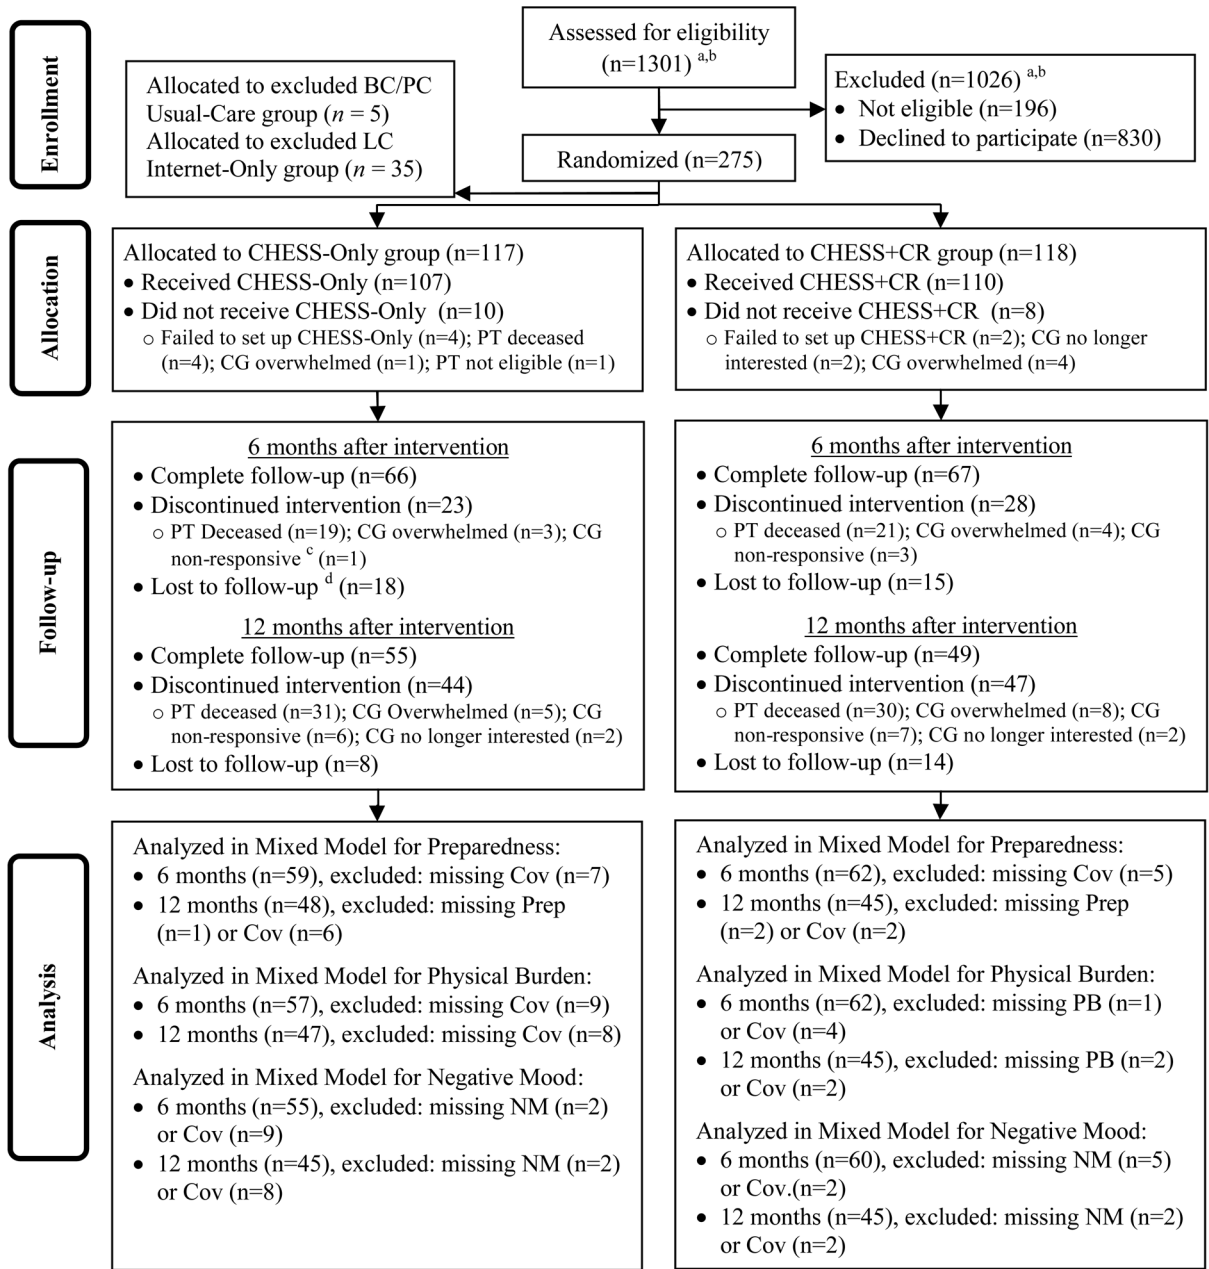 Enrollment
Assessed for eligibility
(n=1301) a,b
Allocated to excluded BC/PC
Usual-Care group (n = 5)
Allocated to excluded LC
Internet-Only group (n = 35)
Excluded (n=1026) a,b
• Not eligible (n=196)
• Declined to participate (n=830)
Randomized (n=275)
Allocation
Allocated to CHESS-Only group (n=117)
• Received CHESS-Only (n=107)
• Did not receive CHESS-Only (n=10)
o Failed to set up CHESS-Only (n=4); PT deceased
(n=4); CG overwhelmed (n=1); PT not eligible (n=1)
Allocated to CHESS+CR group (n=118)
• Received CHESS+CR (n=110)
• Did not receive CHESS+CR (n=8)
o Failed to set up CHESS+CR (n=2); CG no longer
interested (n=2); CG overwhelmed (n=4)
Follow-up
6 months after intervention
• Complete follow-up (n=66)
• Discontinued intervention (n=23)
o PT Deceased (n=19); CG overwhelmed (n=3); CG
non-responsive c (n=1)
• Lost to follow-up d (n=18)
12 months after intervention
• Complete follow-up (n=55)
• Discontinued intervention (n=44)
o PT deceased (n=31); CG Overwhelmed (n=5); CG
non-responsive (n=6); CG no longer interested (n=2)
• Lost to follow-up (n=8)
6 months after intervention
• Complete follow-up (n=67)
• Discontinued intervention (n=28)
o PT deceased (n=21); CG overwhelmed (n=4); CG
non-responsive (n=3)
• Lost to follow-up (n=15)
12 months after intervention
• Complete follow-up (n=49)
• Discontinued intervention (n=47)
o PT deceased (n=30); CG overwhelmed (n=8); CG
non-responsive (n=7); CG no longer interested (n=2)
• Lost to follow-up (n=14)
Analysis
Analyzed in Mixed Model for Preparedness:
• 6 months (n=59), excluded: missing Cov (n=7)
• 12 months (n=48), excluded: missing Prep
(n=1) or Cov (n=6)
Analyzed in Mixed Model for Physical Burden:
• 6 months (n=57), excluded: missing Cov (n=9)
• 12 months (n=47), excluded: missing Cov (n=8)
Analyzed in Mixed Model for Negative Mood:
• 6 months (n=55), excluded: missing NM (n=2)
or Cov (n=9)
• 12 months (n=45), excluded: missing NM (n=2)
or Cov (n=8)
Analyzed in Mixed Model for Preparedness:
• 6 months (n=62), excluded: missing Cov (n=5)
• 12 months (n=45), excluded: missing Prep
(n=2) or Cov (n=2)
Analyzed in Mixed Model for Physical Burden:
• 6 months (n=62), excluded: missing PB (n=1)
or Cov (n=4)
• 12 months (n=45), excluded: missing PB (n=2)
or Cov (n=2)
Analyzed in Mixed Model for Negative Mood:
• 6 months (n=60), excluded: missing NM (n=5)
or Cov.(n=2)
• 12 months (n=45), excluded: missing NM (n=2)
or Cov (n=2)